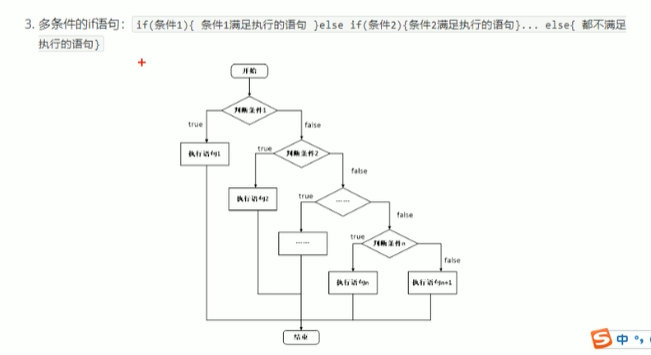 3. 多条件的if语句： if(条件1){ 条件1满足执行的语句 }else if(条件2){条件2满足执行的语句}... else{ 都不满足
执行的语句}
开始
判断条件1
true
false
执行语句1
true
判断条件2
false
执行语句2
true
……
false
……
true
判断条件n
false
执行语句n
执行语句n+1
结束
S 中 °,